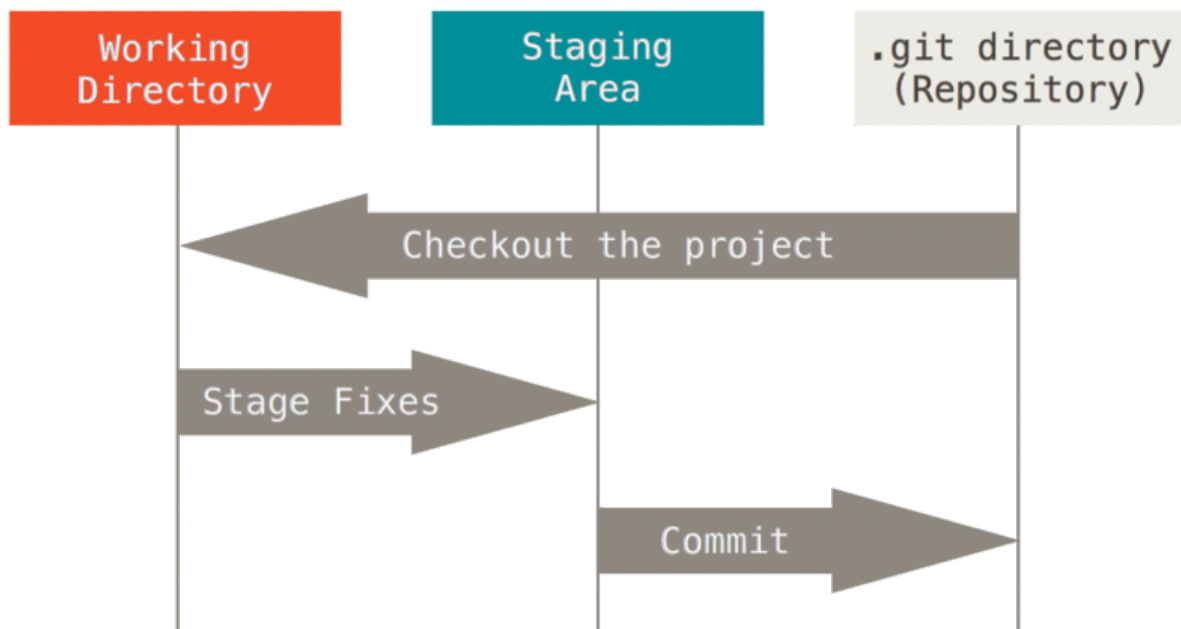 Working
Directory
Staging
Area
.git directory
(Repository)
Checkout the project
Stage Fixes
Commit